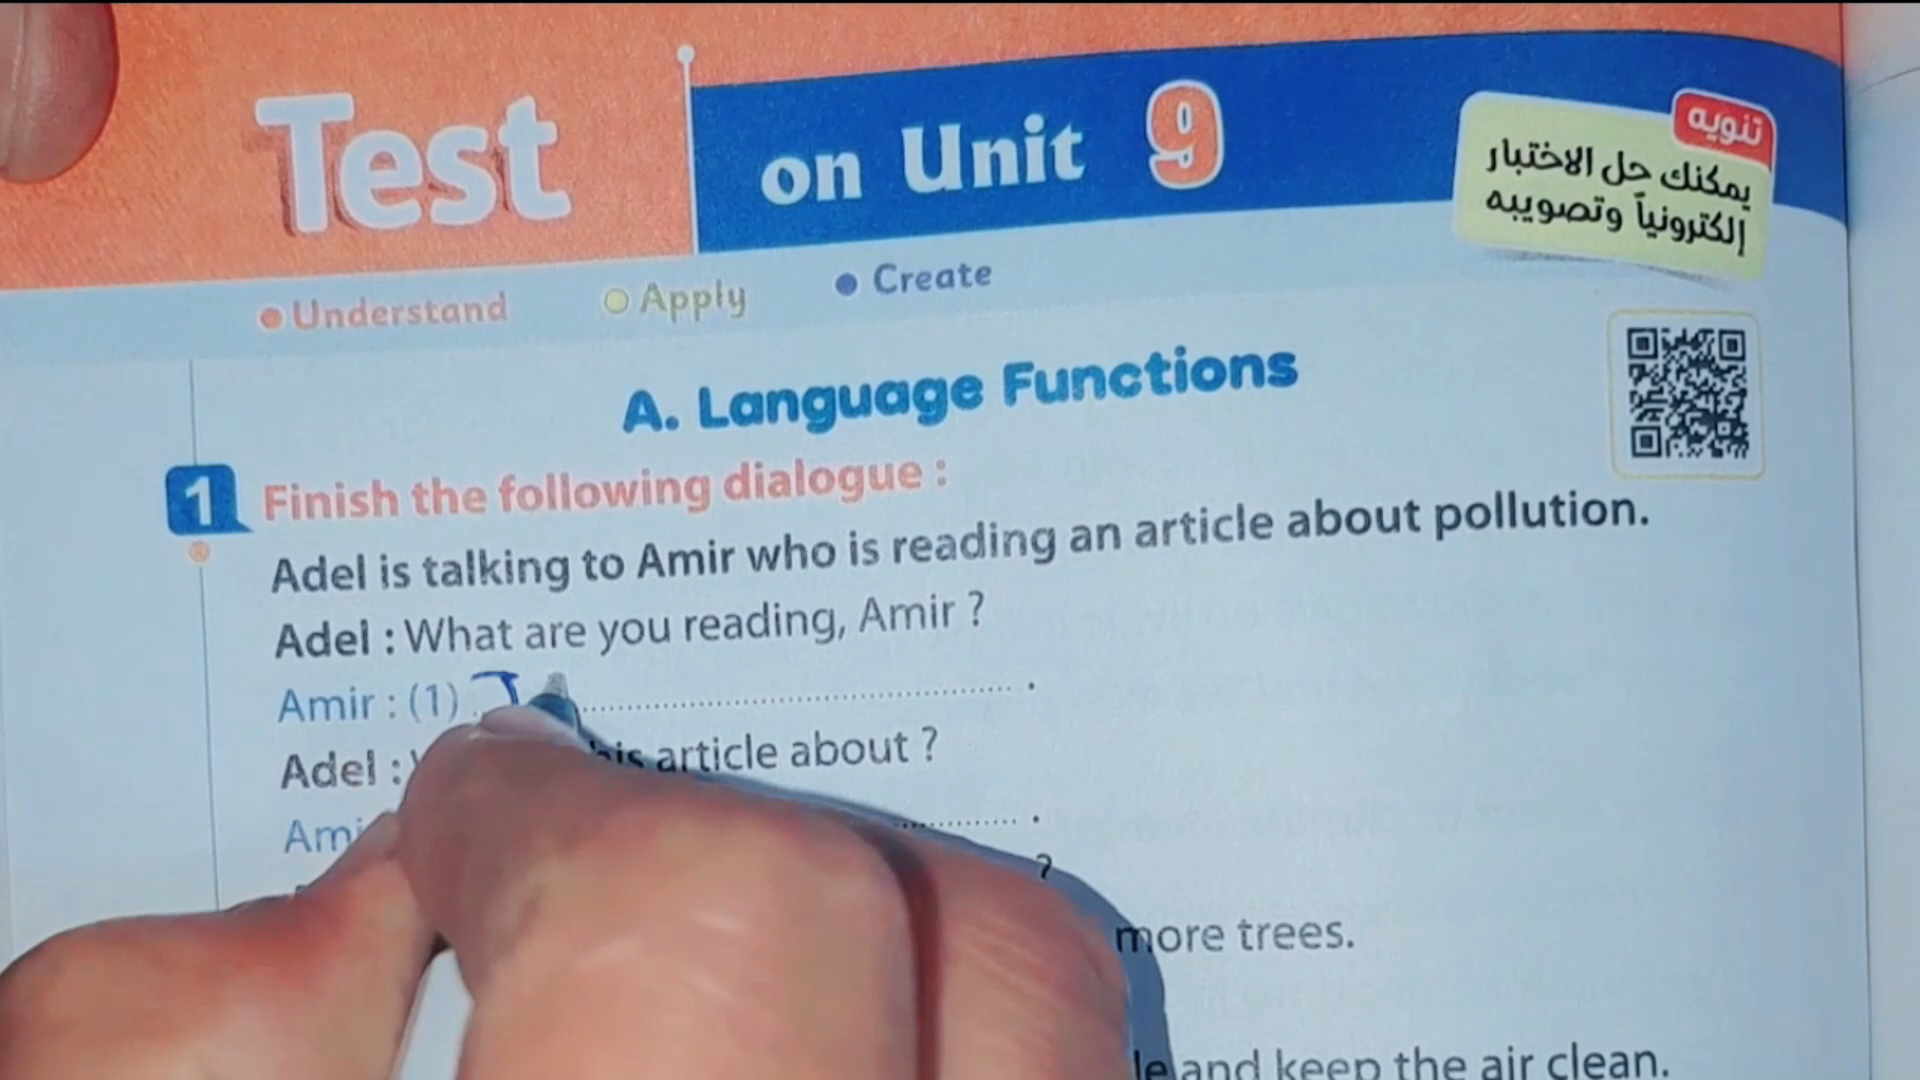 Test
on Unit 9
تنويه
يمكنك حل الاختبار
إلكترونياً وتصويبه
Understand
Apply
Create
A. Language Functions
1 Finish the following dialogue :
Adel is talking to Amir who is reading an article about pollution.
Adel : What are you reading, Amir ?
Amir : (1) .
Adel : article about ?
.
?
more trees.
and keep the air clean.